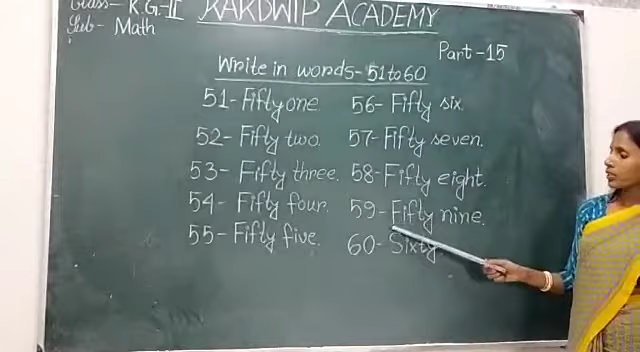 Class- K.G.-II
KAKDWIP ACADEMY
Sub- Math
Part-15
Write in words- 51 to 60
51- Fifty one.
52- Fifty two.
53- Fifty three.
54- Fifty four.
55- Fifty five.
56- Fifty six.
57- Fifty seven.
58- Fifty eight.
59- Fifty nine.
60- Sixty